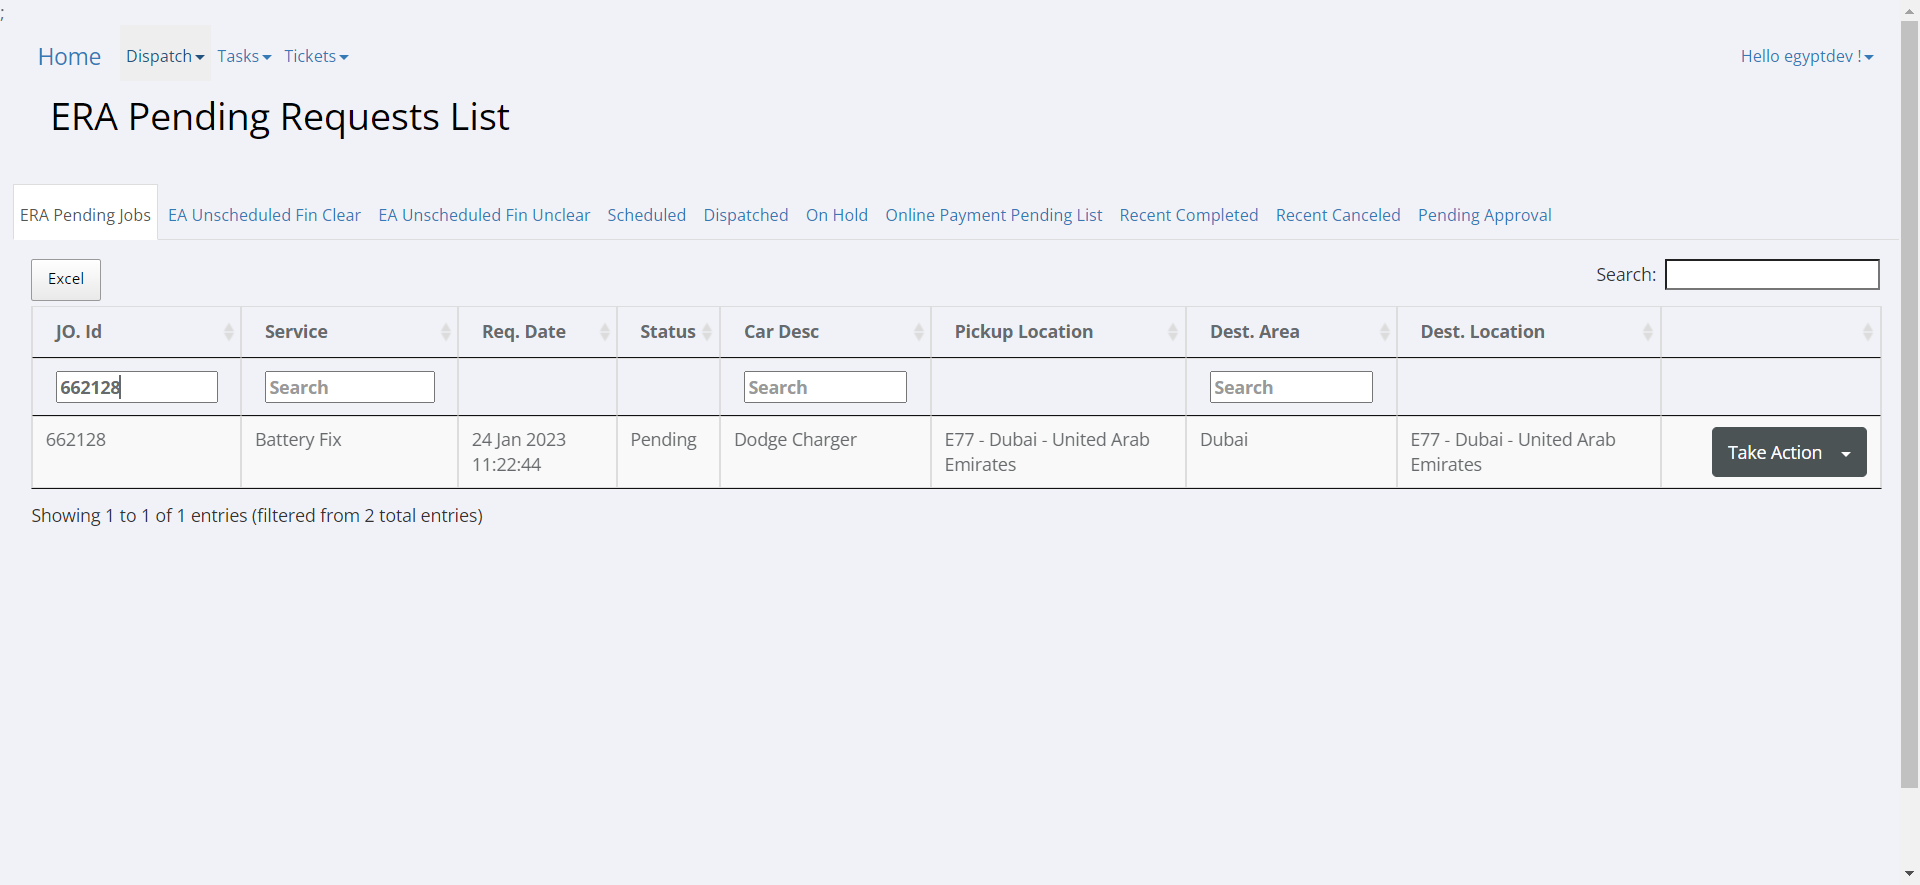 ;
Home Dispatch Tasks Tickets Hello egyptdev !
ERA Pending Requests List
ERA Pending Jobs EA Unscheduled Fin Clear EA Unscheduled Fin Unclear Scheduled Dispatched On Hold Online Payment Pending List Recent Completed Recent Canceled Pending Approval
Excel Search:
JO. Id Service Req. Date Status Car Desc Pickup Location Dest. Area Dest. Location
662128 Search Search Search
662128 Battery Fix 24 Jan 2023 Pending Dodge Charger E77 - Dubai - United Arab Dubai E77 - Dubai - United Arab Take Action
11:22:44 Emirates Emirates
Showing 1 to 1 of 1 entries (filtered from 2 total entries)